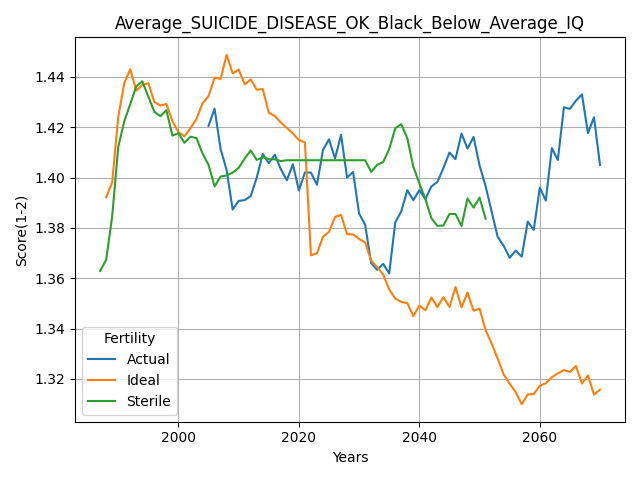 Average_SUICIDE_DISEASE_OK_Black_Below_Average_IQ
Score(1-2)
1.44
1.42
1.40
1.38
1.36
1.34
1.32
Fertility
Actual
Ideal
Sterile
2000 2020 2040 2060
Years